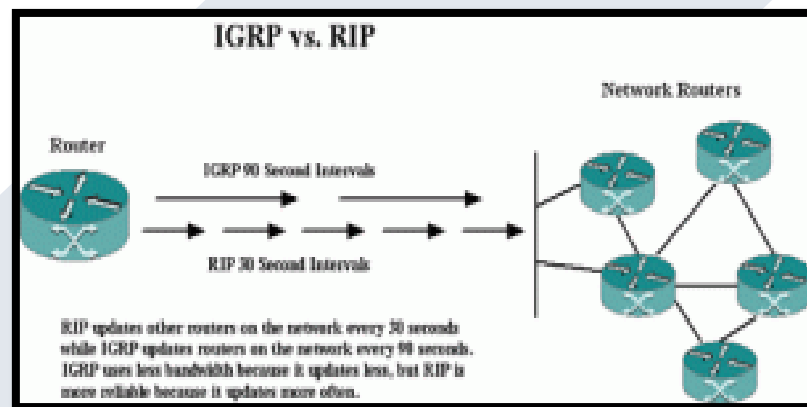 IGRP vs. RIP
Network Routers
Router
IGRP 90 Second Intervals
RIP 30 Second Intervals
RIP updates other routers on the network every 30 seconds
while IGRP updates routers on the network every 90 seconds.
IGRP uses less bandwidth because it updates less, but RIP is
more reliable because it updates more often.